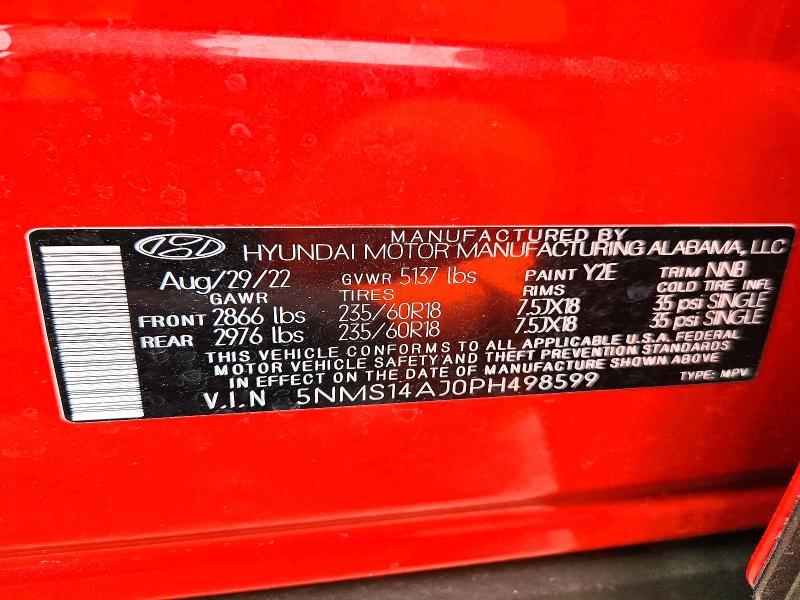 MANUFACTURED BY
HYUNDAI MOTOR MANUFACTURING ALABAMA, LLC
Aug/29/22 GVWR 5137 lbs PAINT Y2E TRIM NNB
GAWR TIRES RIMS COLD TIRE INFL
FRONT 2866 lbs 235/60R18 7.5JX18 35 psi SINGLE
REAR 2976 lbs 235/60R18 7.5JX18 35 psi SINGLE
THIS VEHICLE CONFORMS TO ALL APPLICABLE U.S.A. FEDERAL
MOTOR VEHICLE SAFETY AND THEFT PREVENTION STANDARDS
IN EFFECT ON THE DATE OF MANUFACTURE SHOWN ABOVE
V.I.N 5NMS14AJ0PH498599 TYPE: MPV